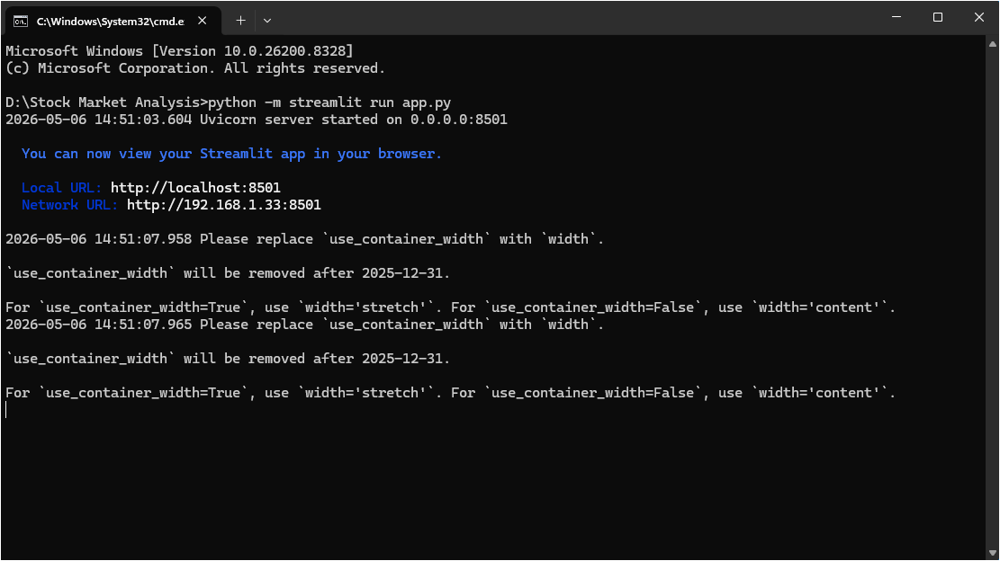 C:\Windows\System32\cmd.e
Microsoft Windows [Version 10.0.26200.8328]
(c) Microsoft Corporation. All rights reserved.
D:\Stock Market Analysis>python -m streamlit run app.py
2026-05-06 14:51:03.604 Uvicorn server started on 0.0.0.0:8501
You can now view your Streamlit app in your browser.
Local URL: http://localhost:8501
Network URL: http://192.168.1.33:8501
2026-05-06 14:51:07.958 Please replace `use_container_width` with `width`.
`use_container_width` will be removed after 2025-12-31.
For `use_container_width=True`, use `width='stretch'`. For `use_container_width=False`, use `width='content'`.
2026-05-06 14:51:07.965 Please replace `use_container_width` with `width`.
`use_container_width` will be removed after 2025-12-31.
For `use_container_width=True`, use `width='stretch'`. For `use_container_width=False`, use `width='content'`.